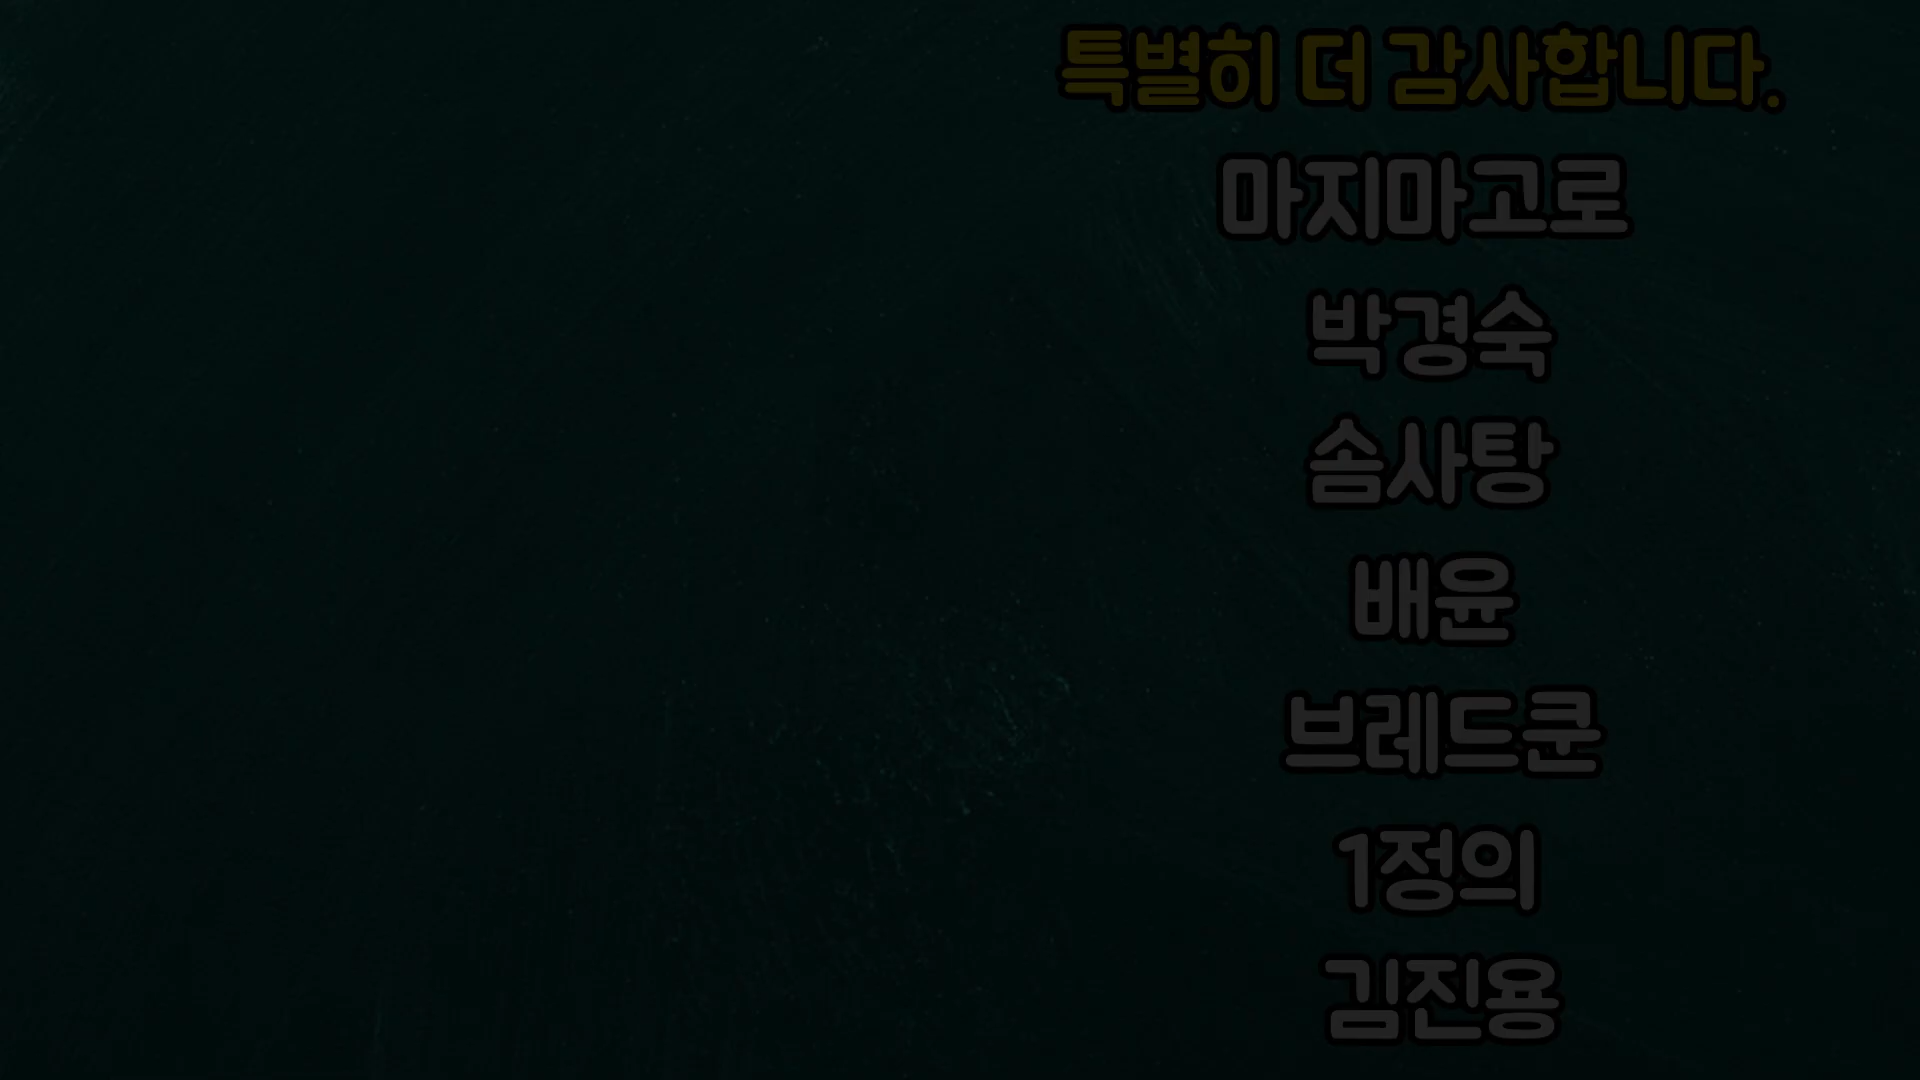 특별히 더 감사합니다.
마지마고로
박경숙
솜사탕
배윤
브레드쿤
1정의
김진용